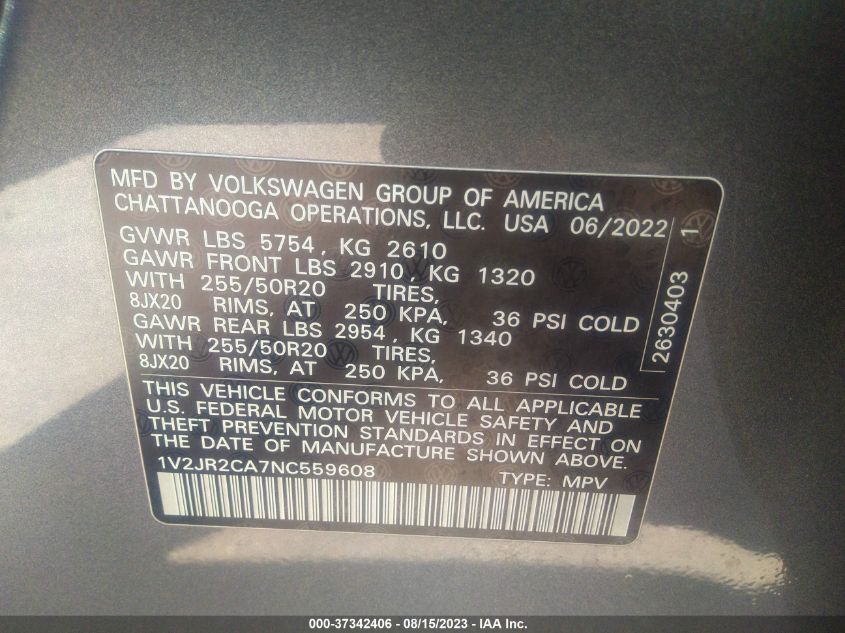 MFD BY VOLKSWAGEN GROUP OF AMERICA
CHATTANOOGA OPERATIONS, LLC. USA 06/2022
GVWR LBS 5754, KG 2610
GAWR FRONT LBS 2910, KG 1320
WITH 255/50R20 TIRES,
8JX20 RIMS, AT 250 KPA, 36 PSI COLD
GAWR REAR LBS 2954, KG 1340
WITH 255/50R20 TIRES,
8JX20 RIMS, AT 250 KPA, 36 PSI COLD
THIS VEHICLE CONFORMS TO ALL APPLICABLE
U.S. FEDERAL MOTOR VEHICLE SAFETY AND
THEFT PREVENTION STANDARDS IN EFFECT ON
THE DATE OF MANUFACTURE SHOWN ABOVE.
1V2JR2CA7NC559608 TYPE: MPV
2630403 1
000-37342406 - 08/15/2023 - IAA Inc.